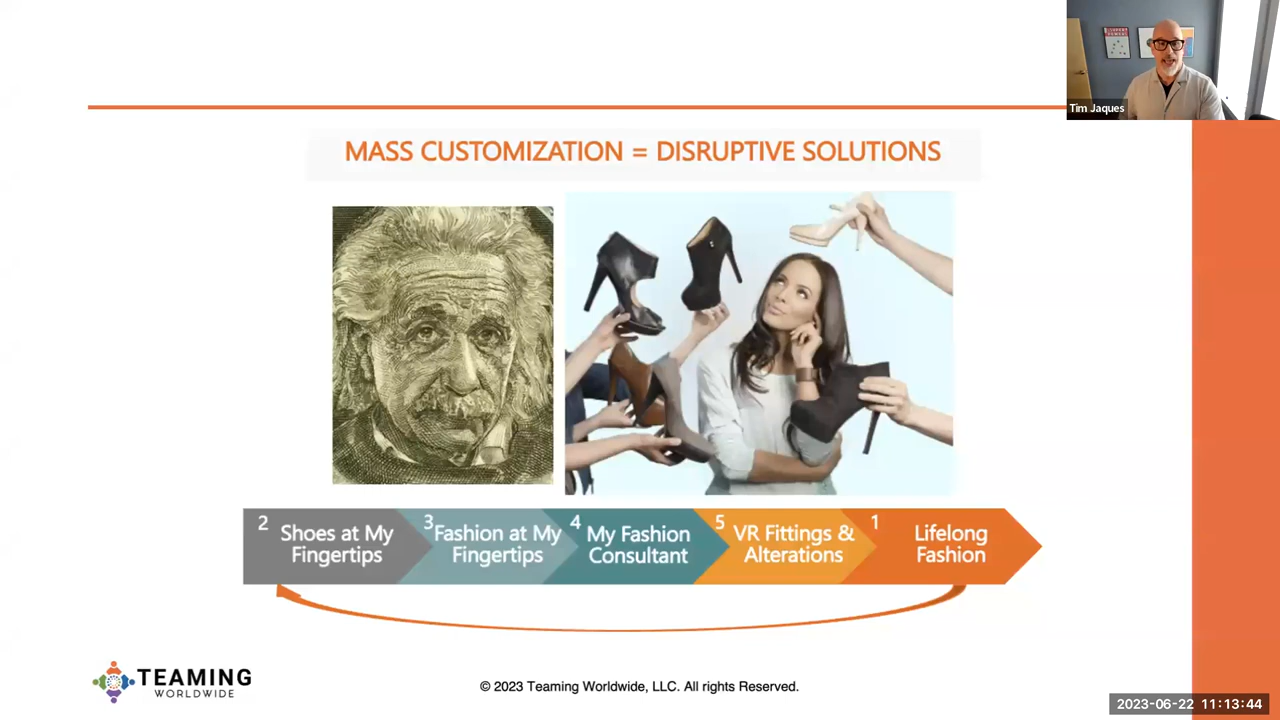 Tim Jaques
MASS CUSTOMIZATION = DISRUPTIVE SOLUTIONS
2 Shoes at My
Fingertips
3 Fashion at My
Fingertips
4 My Fashion
Consultant
5 VR Fittings &
Alterations
1 Lifelong
Fashion
TEAMING
WORLDWIDE
© 2023 Teaming Worldwide, LLC. All rights Reserved.
2023-06-22 11:13:44